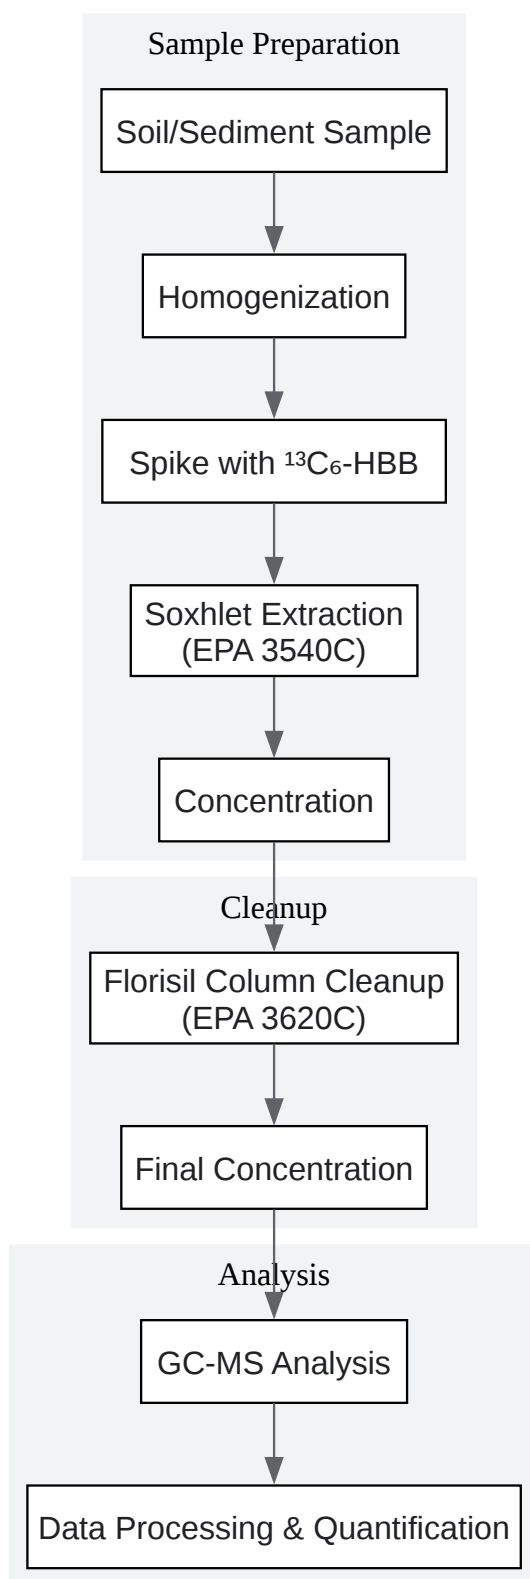 Sample Preparation
Soil/Sediment Sample
Homogenization
Spike with ¹³C₆-HBB
Soxhlet Extraction
(EPA 3540C)
Concentration
Cleanup
Florisil Column Cleanup
(EPA 3620C)
Final Concentration
Analysis
GC-MS Analysis
Data Processing & Quantification